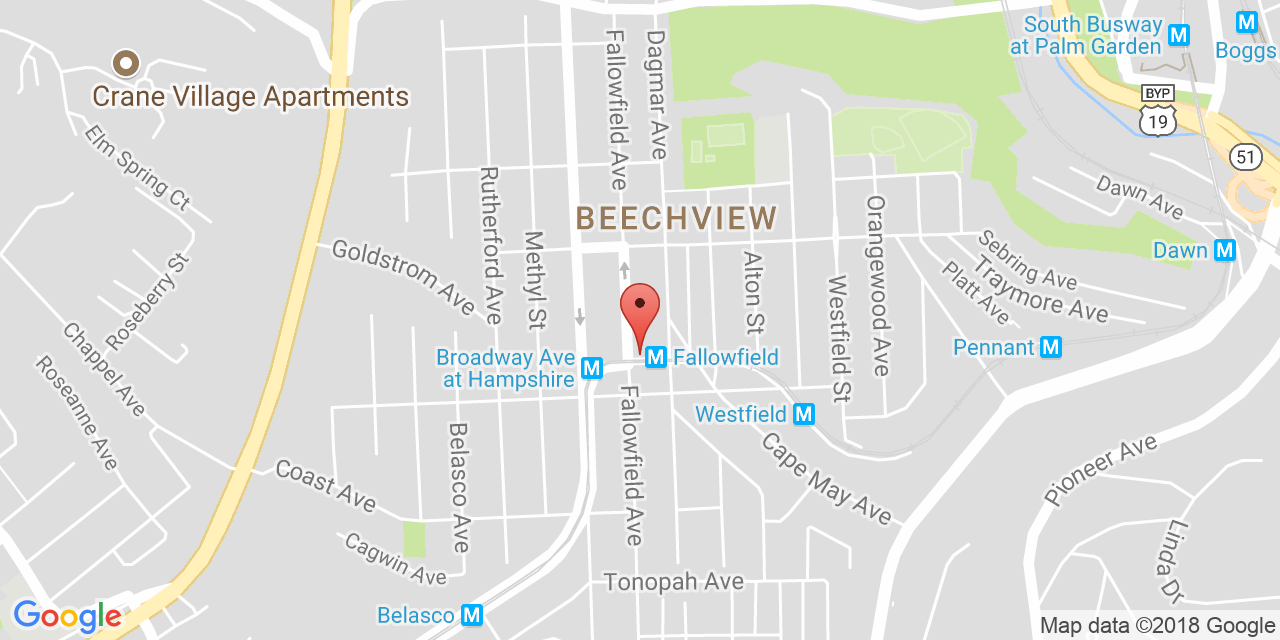 South Busway
at Palm Garden
Boggs
BYP
19
51
Crane Village Apartments
Elm Spring Ct
Fallowfield Ave
Dagmar Ave
Rutherford Ave
Methyl St
BEECHVIEW
Orangewood Ave
Dawn Ave
Dawn
Sebring Ave
Traymore Ave
Platt Ave
Goldstrom Ave
Roseberry St
Alton St
Westfield St
Chappel Ave
Roseanne Ave
Broadway Ave
at Hampshire
Fallowfield
Pennant
Westfield
Fallowfield Ave
Belasco Ave
Cape May Ave
Pioneer Ave
Coast Ave
Cagwin Ave
Linda Dr
Tonopah Ave
Belasco
Google
Map data ©2018 Google